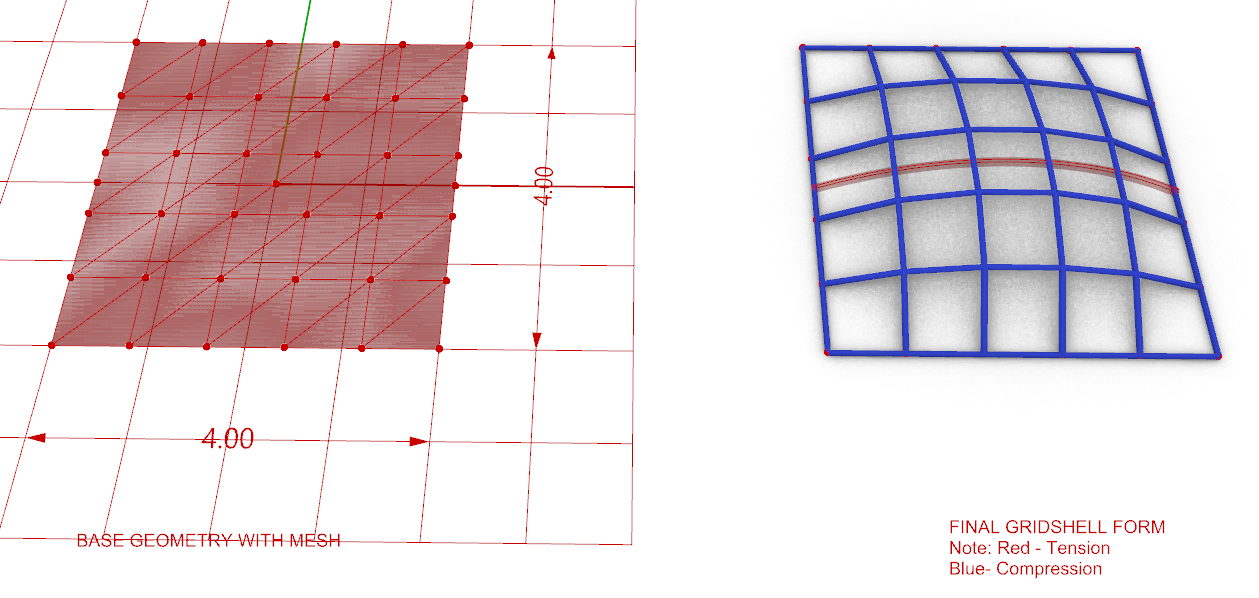 4.00
4.00
BASE GEOMETRY WITH MESH
FINAL GRIDSHELL FORM
Note: Red - Tension
Blue- Compression